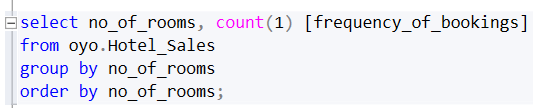 select no_of_rooms, count(1) [frequency_of_bookings]
from oyo.Hotel_Sales
group by no_of_rooms
order by no_of_rooms;